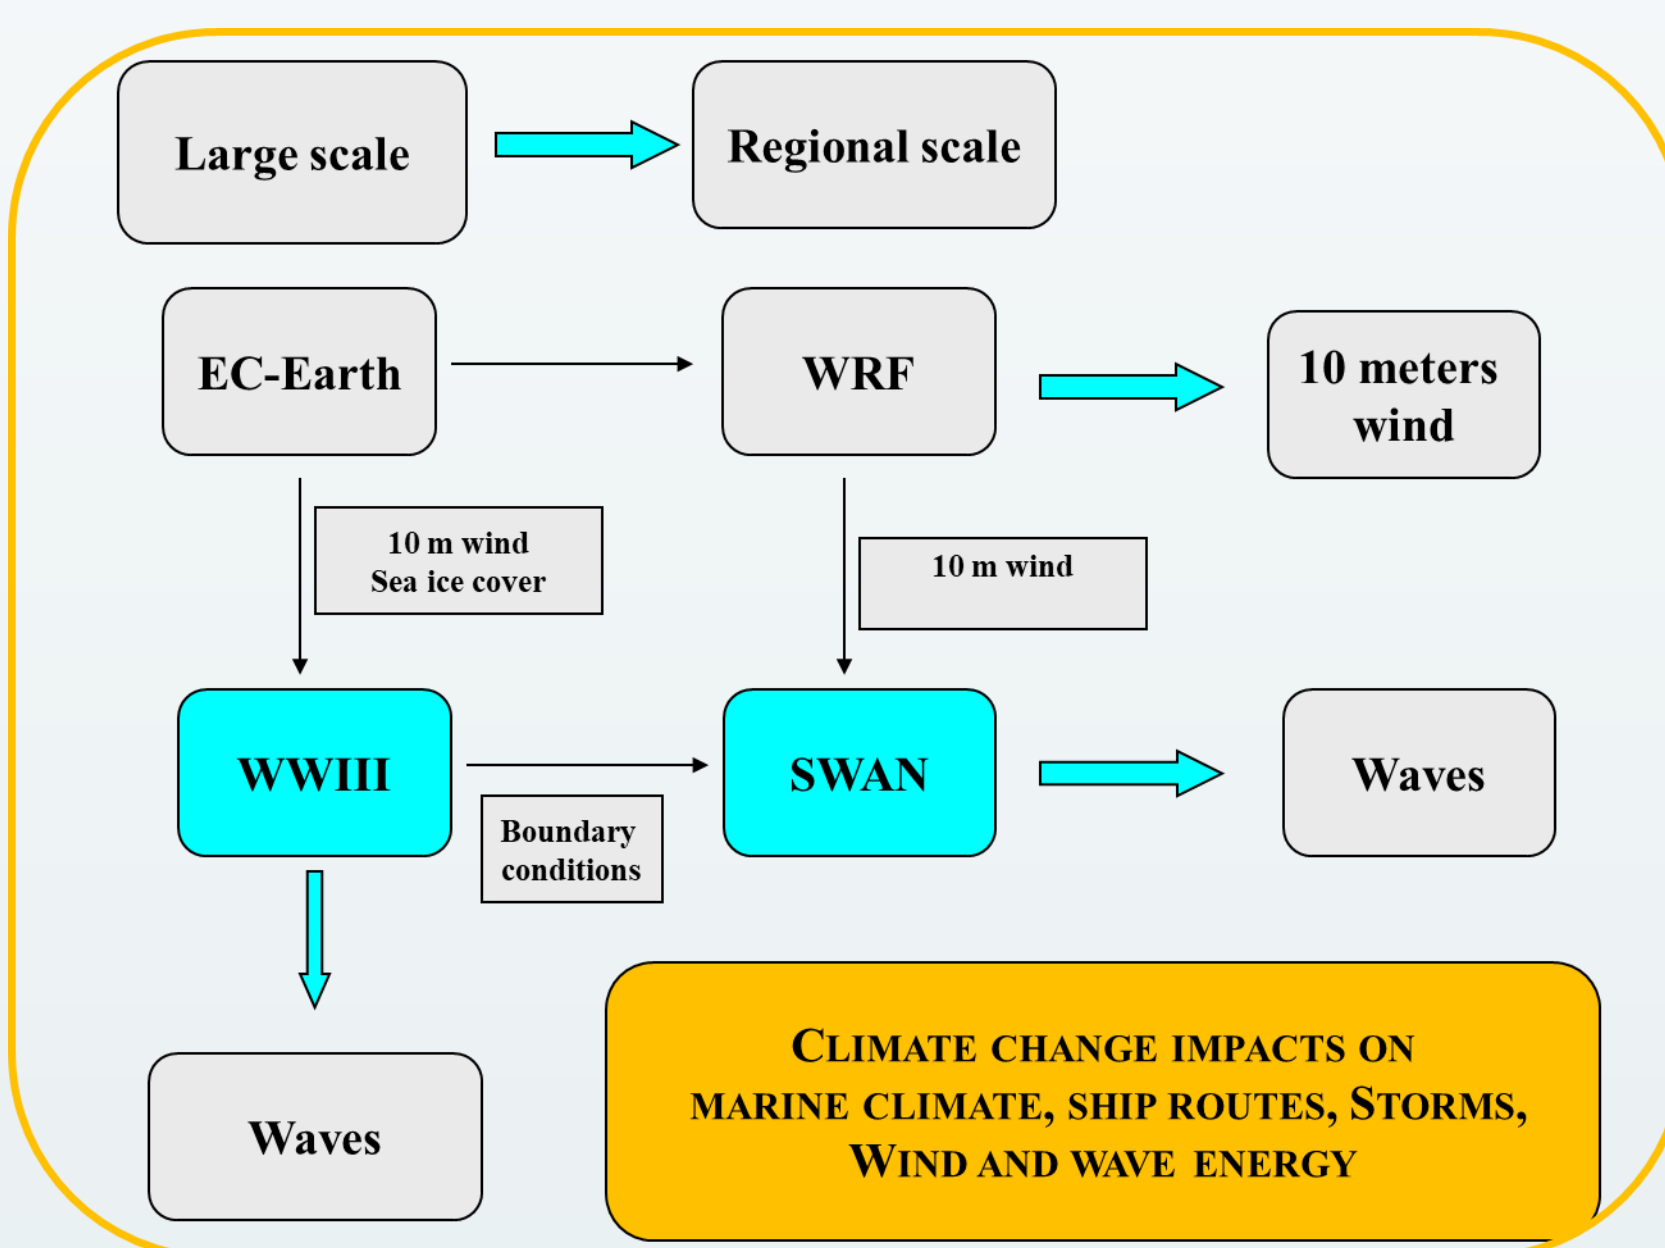 Large scale
Regional scale
EC-Earth
WRF
10 meters
wind
10 m wind
Sea ice cover
10 m wind
WWIII
SWAN
Waves
Boundary
conditions
Waves
CLIMATE CHANGE IMPACTS ON
MARINE CLIMATE, SHIP ROUTES, STORMS,
WIND AND WAVE ENERGY